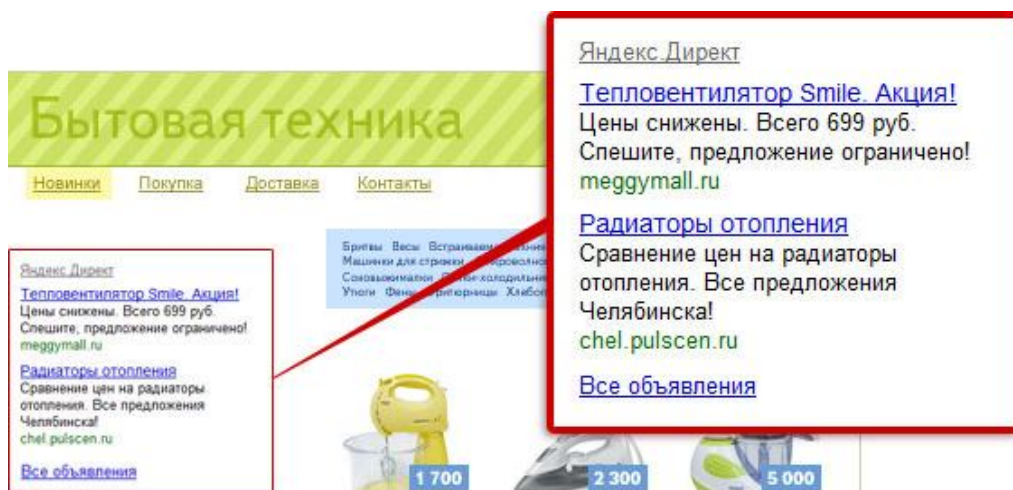 Бытовая техника
Новинки Покупка Доставка Контакты
Яндекс.Директ
Тепловентилятор Smile. Акция!
Цены снижены. Всего 699 руб.
Спешите, предложение ограничено!
meggymall.ru
Радиаторы отопления
Сравнение цен на радиаторы
отопления. Все предложения
Челябинска!
chel.pulscen.ru
Все объявления
Бритвы Весы
Машинки для стрижки
Соковыжималки
Утюги Фены
1 700
2 300
5 000
Яндекс.Директ
Тепловентилятор Smile. Акция!
Цены снижены. Всего 699 руб.
Спешите, предложение ограничено!
meggymall.ru
Радиаторы отопления
Сравнение цен на радиаторы
отопления. Все предложения
Челябинска!
chel.pulscen.ru
Все объявления